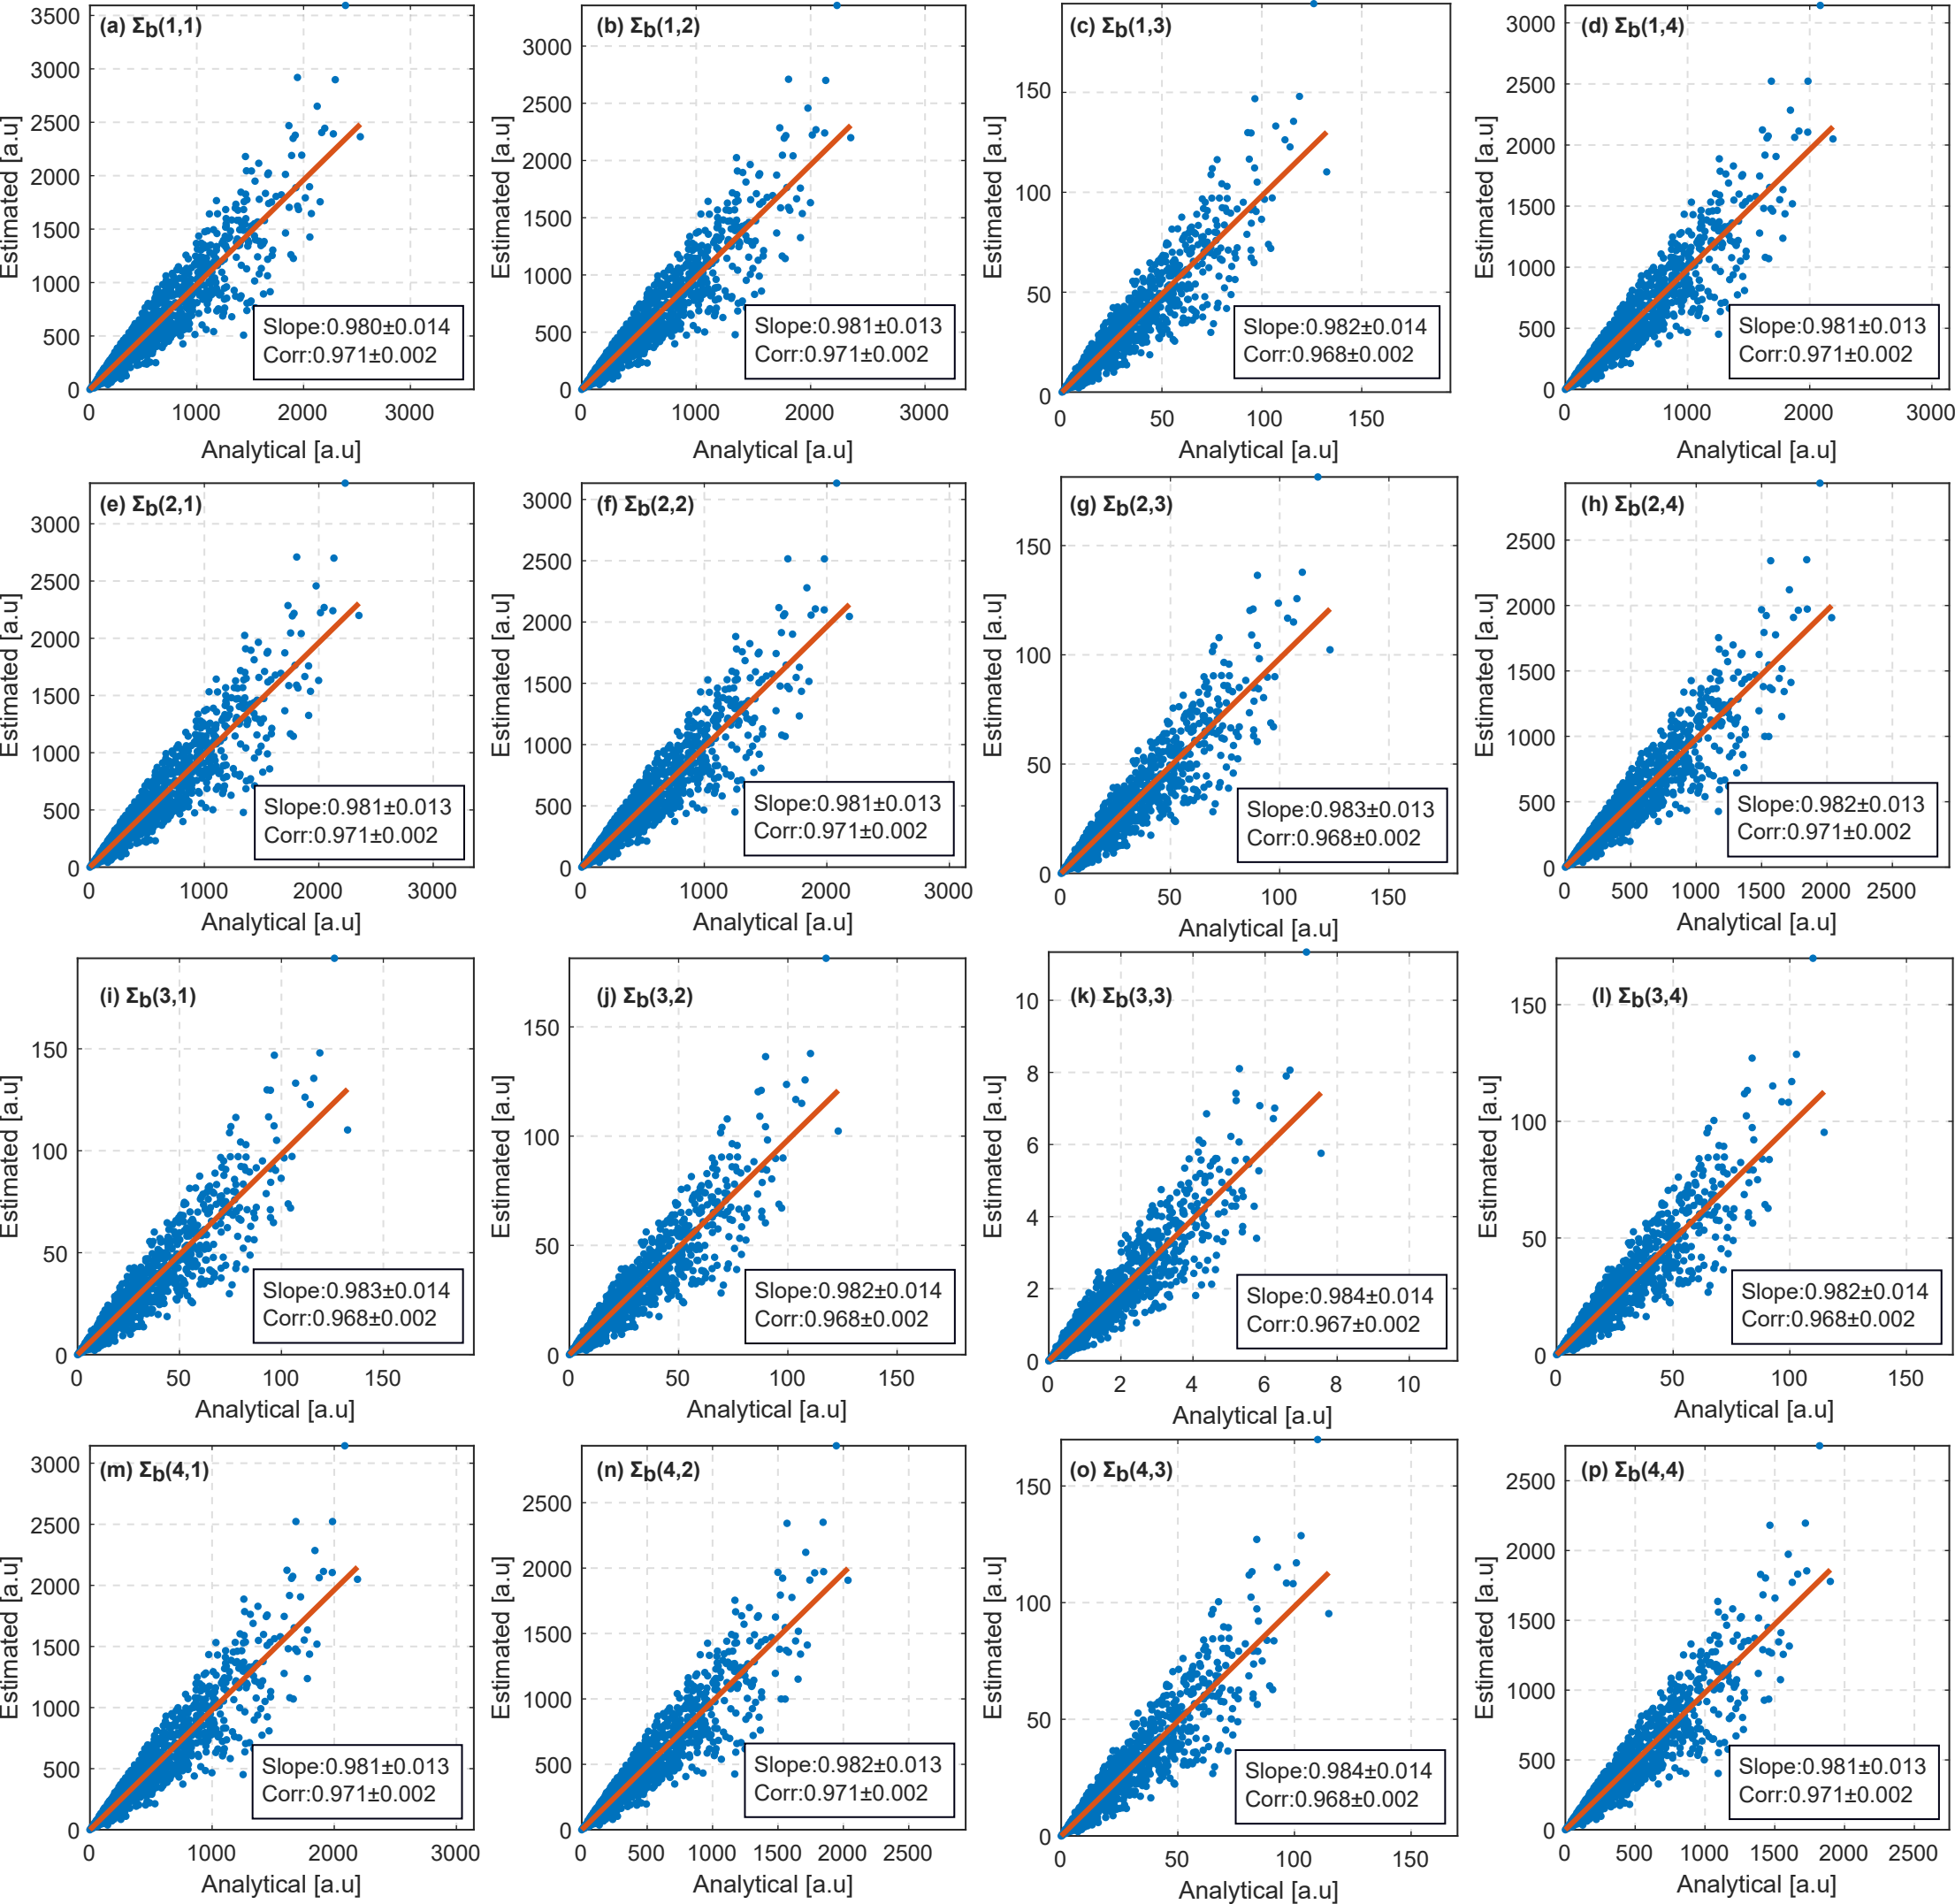 (a) Σb(1,1)
Estimated [a.u]
3500
3000
2500
2000
1500
1000
500
0
Slope:0.980±0.014
Corr:0.971±0.002
0 1000 2000 3000
Analytical [a.u]
(b) Σb(1,2)
Estimated [a.u]
3000
2500
2000
1500
1000
500
0
Slope:0.981±0.013
Corr:0.971±0.002
0 1000 2000 3000
Analytical [a.u]
(c) Σb(1,3)
Estimated [a.u]
150
100
50
0
Slope:0.982±0.014
Corr:0.968±0.002
0 50 100 150
Analytical [a.u]
(d) Σb(1,4)
Estimated [a.u]
3000
2500
2000
1500
1000
500
0
Slope:0.981±0.013
Corr:0.971±0.002
0 1000 2000 3000
Analytical [a.u]
(e) Σb(2,1)
Estimated [a.u]
3000
2500
2000
1500
1000
500
0
Slope:0.981±0.013
Corr:0.971±0.002
0 1000 2000 3000
Analytical [a.u]
(f) Σb(2,2)
Estimated [a.u]
3000
2500
2000
1500
1000
500
0
Slope:0.981±0.013
Corr:0.971±0.002
0 1000 2000 3000
Analytical [a.u]
(g) Σb(2,3)
Estimated [a.u]
150
100
50
0
Slope:0.983±0.013
Corr:0.968±0.002
0 50 100 150
Analytical [a.u]
(h) Σb(2,4)
Estimated [a.u]
2500
2000
1500
1000
500
0
Slope:0.982±0.013
Corr:0.971±0.002
0 500 1000 1500 2000 2500
Analytical [a.u]
(i) Σb(3,1)
Estimated [a.u]
150
100
50
0
Slope:0.983±0.014
Corr:0.968±0.002
0 50 100 150
Analytical [a.u]
(j) Σb(3,2)
Estimated [a.u]
150
100
50
0
Slope:0.982±0.014
Corr:0.968±0.002
0 50 100 150
Analytical [a.u]
(k) Σb(3,3)
Estimated [a.u]
10
8
6
4
2
0
Slope:0.984±0.014
Corr:0.967±0.002
0 2 4 6 8 10
Analytical [a.u]
(l) Σb(3,4)
Estimated [a.u]
150
100
50
0
Slope:0.982±0.014
Corr:0.968±0.002
0 50 100 150
Analytical [a.u]
(m) Σb(4,1)
Estimated [a.u]
3000
2500
2000
1500
1000
500
0
Slope:0.981±0.013
Corr:0.971±0.002
0 1000 2000 3000
Analytical [a.u]
(n) Σb(4,2)
Estimated [a.u]
2500
2000
1500
1000
500
0
Slope:0.982±0.013
Corr:0.971±0.002
0 500 1000 1500 2000 2500
Analytical [a.u]
(o) Σb(4,3)
Estimated [a.u]
150
100
50
0
Slope:0.984±0.014
Corr:0.968±0.002
0 50 100 150
Analytical [a.u]
(p) Σb(4,4)
Estimated [a.u]
2500
2000
1500
1000
500
0
Slope:0.981±0.013
Corr:0.971±0.002
0 500 1000 1500 2000 2500
Analytical [a.u]